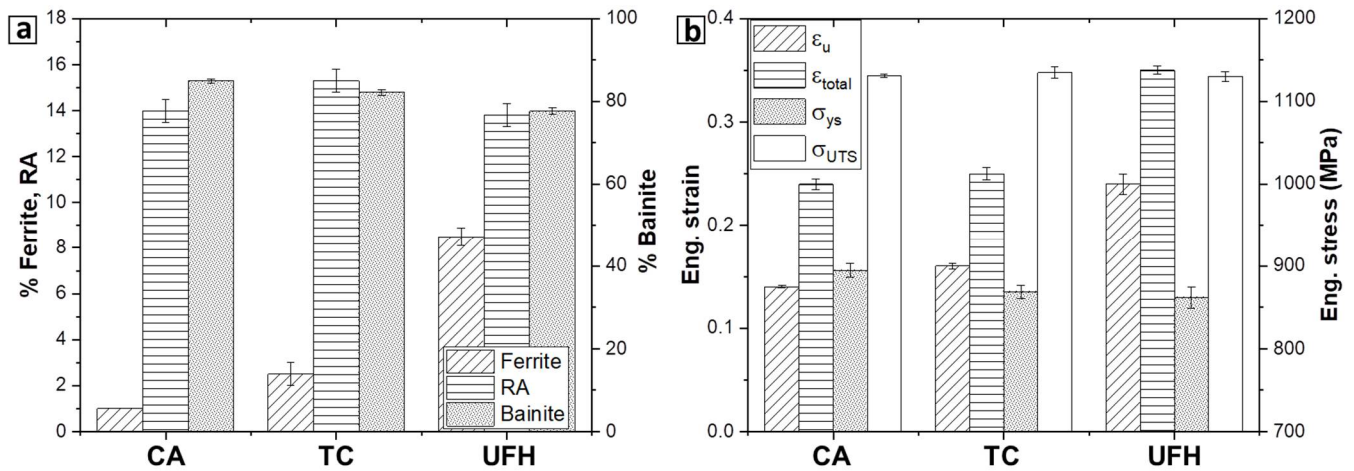 a
% Ferrite, RA
18
16
14
12
10
8
6
4
2
0
100
80
60
40
20
0
% Bainite
Ferrite
RA
Bainite
CA TC UFH
b
Eng. strain
0.4
0.3
0.2
0.1
0.0
εu
εtotal
σys
σUTS
1200
1100
1000
900
800
700
Eng. stress (MPa)
CA TC UFH